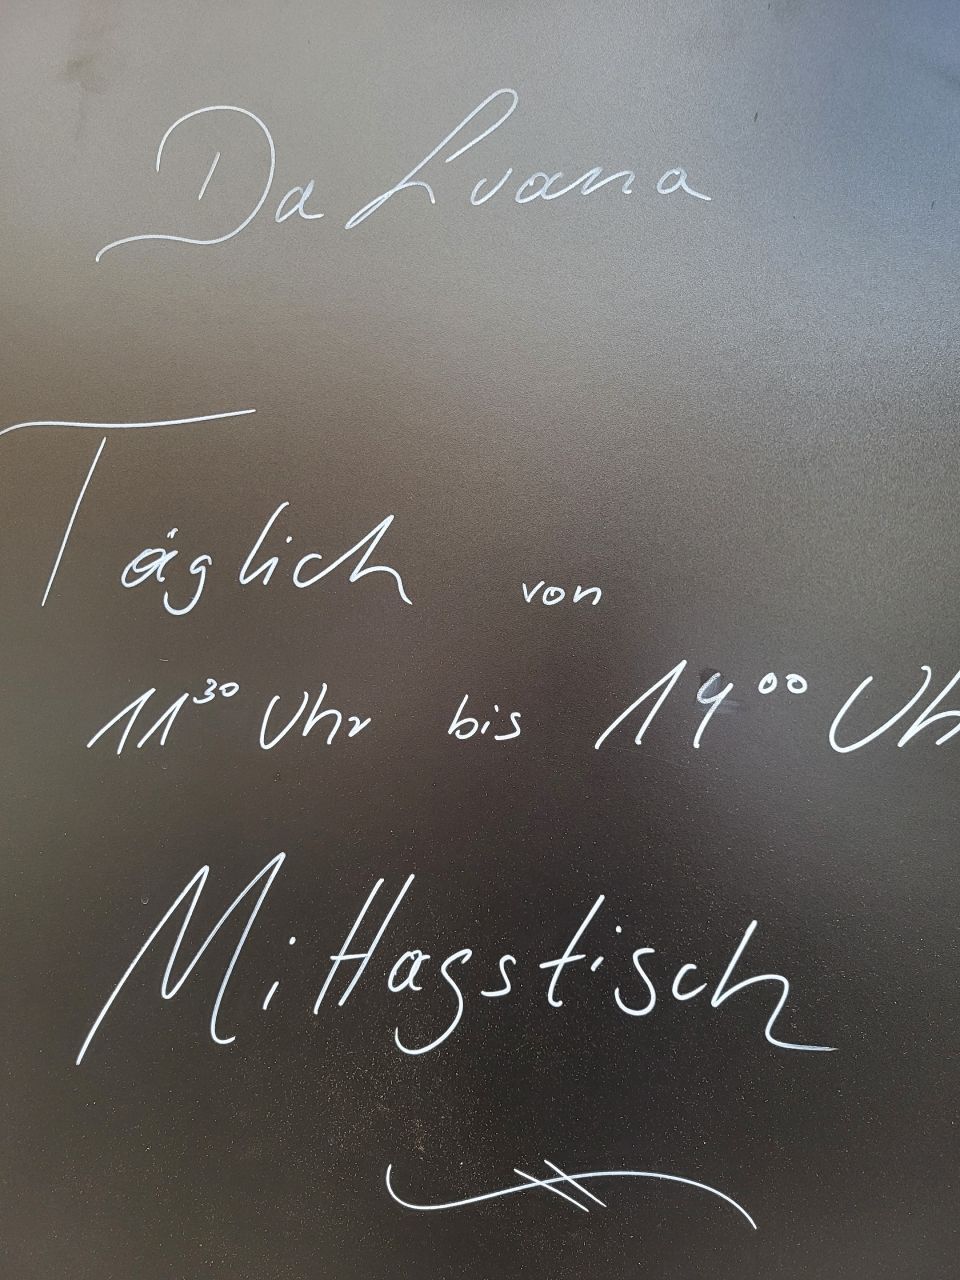 Da Luana
Täglich von
11³⁰ Uhr bis 14⁰⁰ Uh
Mittagstisch